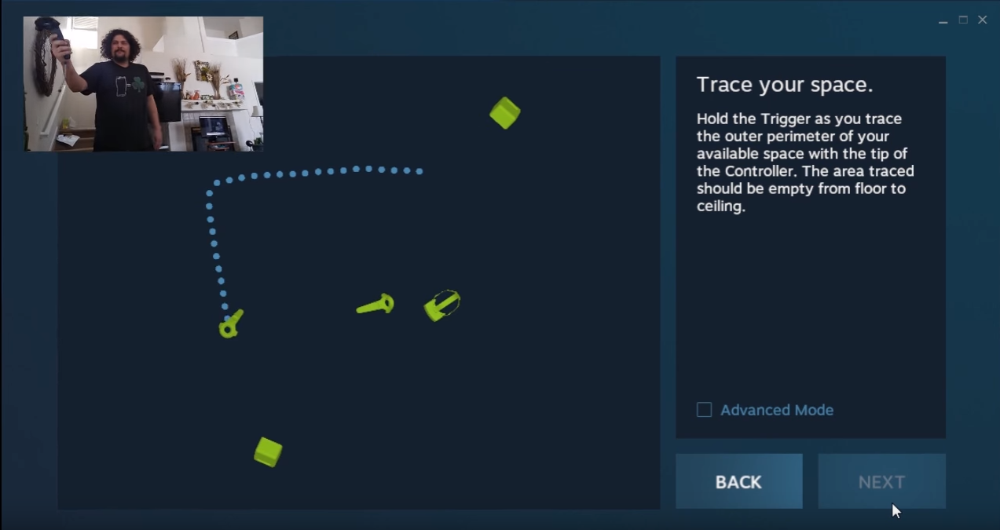 Trace your space.
Hold the Trigger as you trace
the outer perimeter of your
available space with the tip of
the Controller. The area traced
should be empty from floor to
ceiling.
Advanced Mode
BACK
NEXT